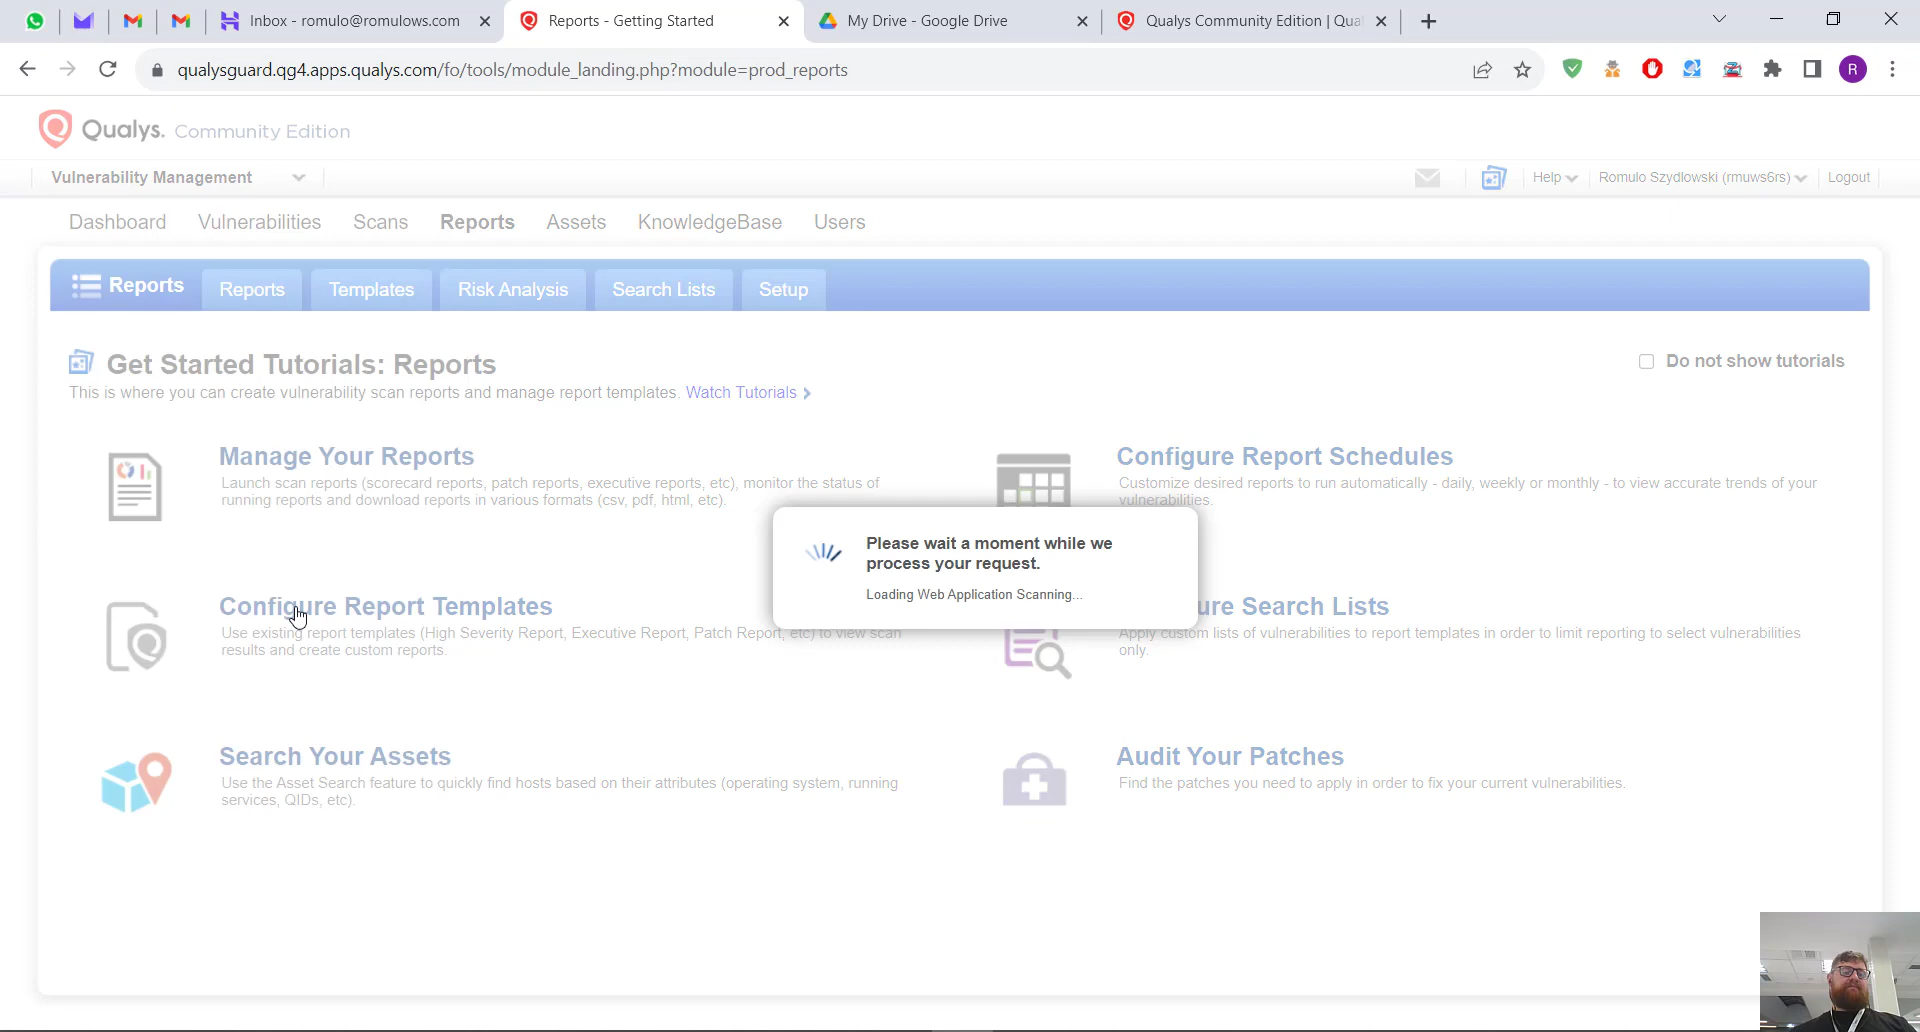 Inbox - romulo@romulows.com
Reports - Getting Started
My Drive - Google Drive
Qualys Community Edition | Qua
qualysguard.qg4.apps.qualys.com/fo/tools/module_landing.php?module=prod_reports
R
Qualys. Community Edition
Vulnerability Management
Help
Romulo Szydlowski (rmuws6rs)
Logout
Dashboard
Vulnerabilities
Scans
Reports
Assets
KnowledgeBase
Users
Reports
Reports
Templates
Risk Analysis
Search Lists
Setup
Get Started Tutorials: Reports
Do not show tutorials
This is where you can create vulnerability scan reports and manage report templates. Watch Tutorials
Manage Your Reports
Launch scan reports (scorecard reports, patch reports, executive reports, etc), monitor the status of
running reports and download reports in various formats (csv, pdf, html, etc).
Configure Report Schedules
Customize desired reports to run automatically - daily, weekly or monthly - to view accurate trends of your
vulnerabilities.
Please wait a moment while we
process your request.
Loading Web Application Scanning...
Configure Report Templates
Use existing report templates (High Severity Report, Executive Report, Patch Report, etc) to view scan
results and create custom reports.
ure Search Lists
Apply custom lists of vulnerabilities to report templates in order to limit reporting to select vulnerabilities
only.
Search Your Assets
Use the Asset Search feature to quickly find hosts based on their attributes (operating system, running
services, QIDs, etc).
Audit Your Patches
Find the patches you need to apply in order to fix your current vulnerabilities.